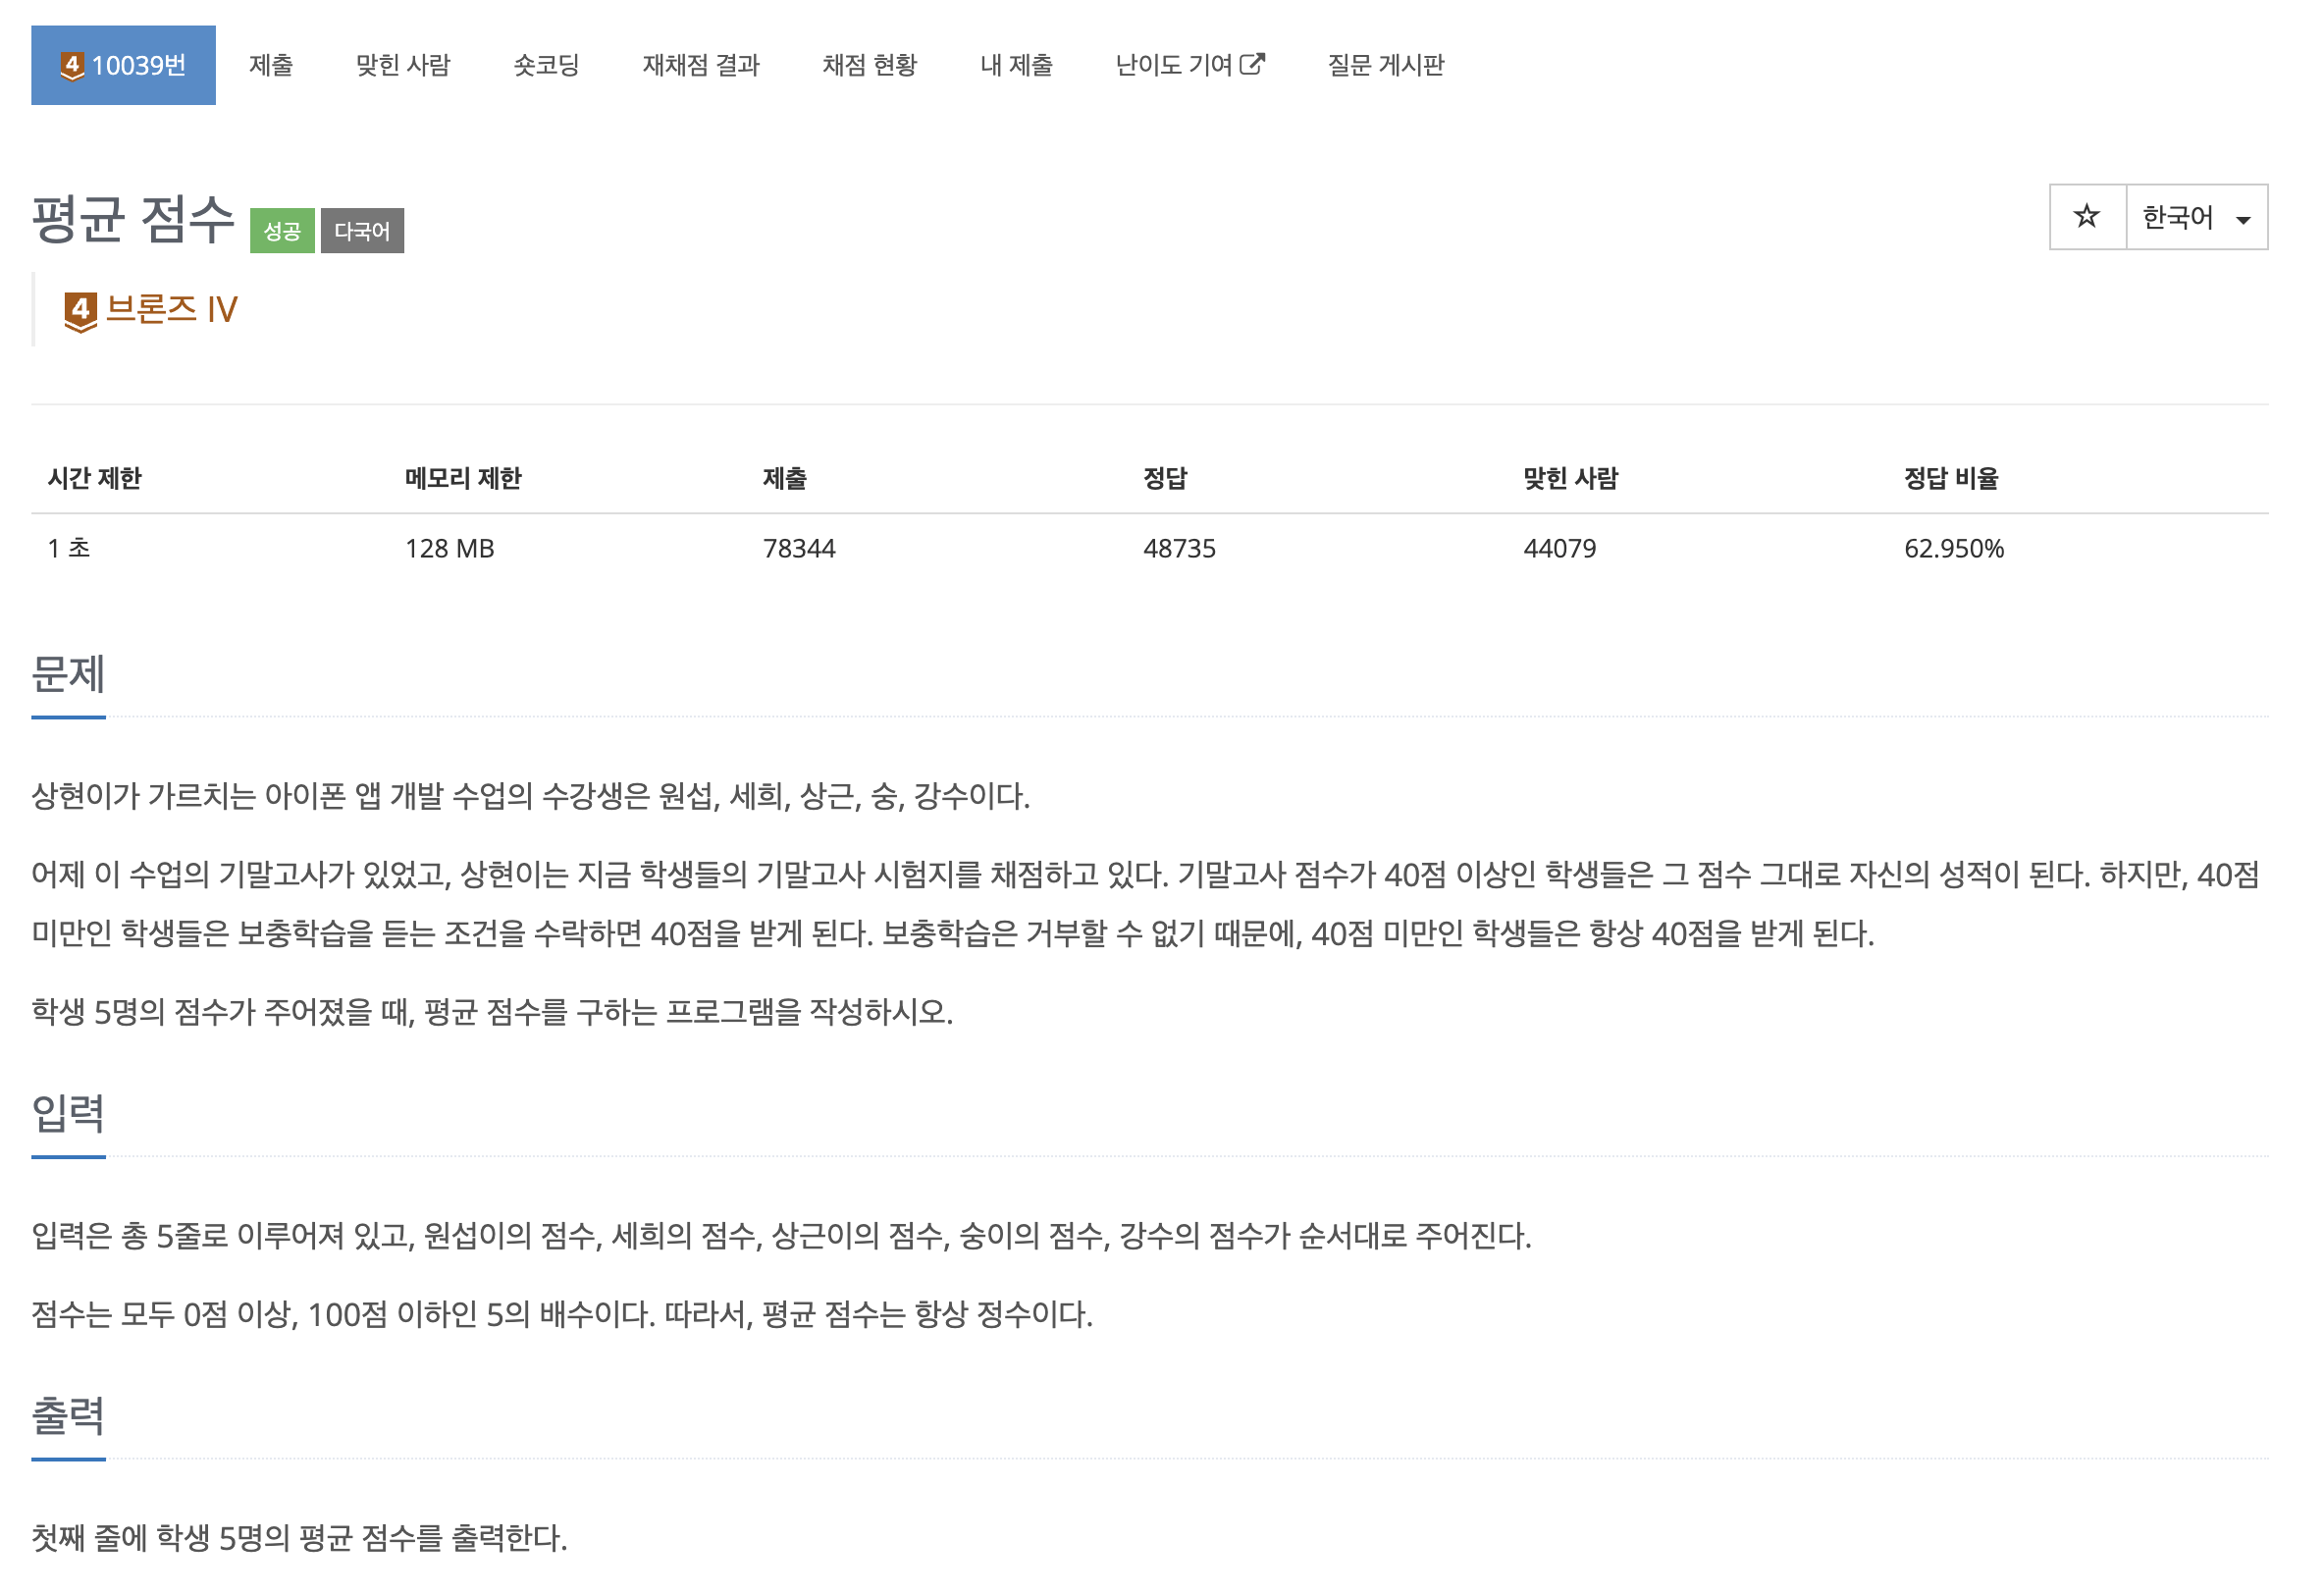 4 10039번 제출 맞힌 사람 숏코딩 재채점 결과 채점 현황 내 제출 난이도 기여 질문 게시판
평균 점수 성공 다국어 한국어
4 브론즈 IV
시간 제한 메모리 제한 제출 정답 맞힌 사람 정답 비율
1 초 128 MB 78344 48735 44079 62.950%
문제
상현이가 가르치는 아이폰 앱 개발 수업의 수강생은 원섭, 세희, 상근, 숭, 강수이다.
어제 이 수업의 기말고사가 있었고, 상현이는 지금 학생들의 기말고사 시험지를 채점하고 있다. 기말고사 점수가 40점 이상인 학생들은 그 점수 그대로 자신의 성적이 된다. 하지만, 40점
미만인 학생들은 보충학습을 듣는 조건을 수락하면 40점을 받게 된다. 보충학습은 거부할 수 없기 때문에, 40점 미만인 학생들은 항상 40점을 받게 된다.
학생 5명의 점수가 주어졌을 때, 평균 점수를 구하는 프로그램을 작성하시오.
입력
입력은 총 5줄로 이루어져 있고, 원섭이의 점수, 세희의 점수, 상근이의 점수, 숭이의 점수, 강수의 점수가 순서대로 주어진다.
점수는 모두 0점 이상, 100점 이하인 5의 배수이다. 따라서, 평균 점수는 항상 정수이다.
출력
첫째 줄에 학생 5명의 평균 점수를 출력한다.